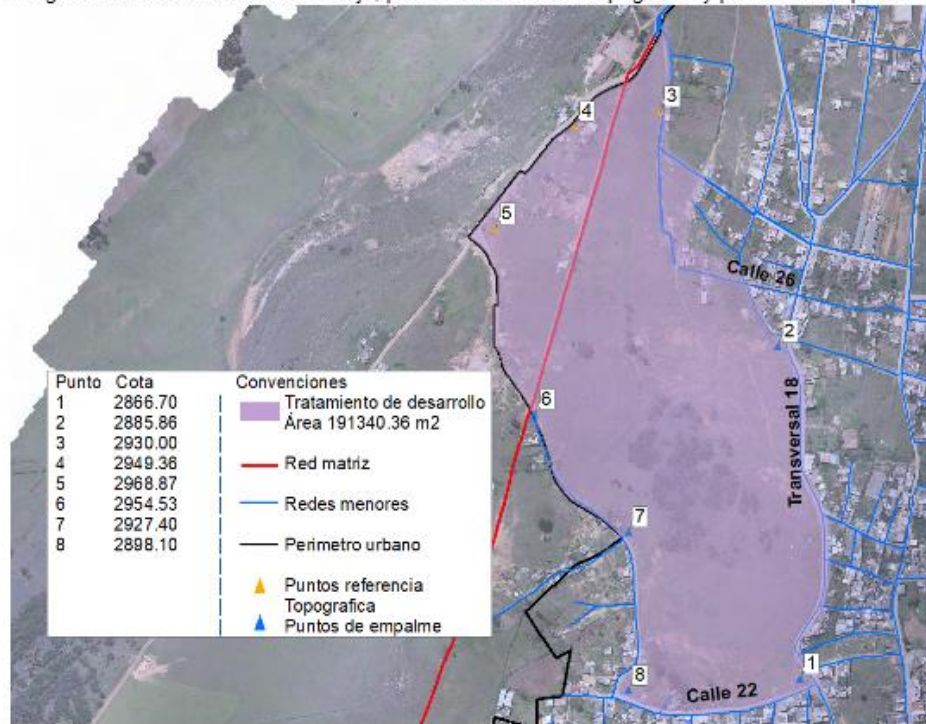 3
4
5
Calle 26
2
Punto Cota
1 2866.70
2 2885.86
3 2930.00
4 2949.36
5 2968.87
6 2954.53
7 2927.40
8 2898.10
Convenciones
Tratamiento de desarrollo
Área 191340.36 m2
Red matriz
Redes menores
Perimetro urbano
Puntos referencia
Topografica
Puntos de empalme
6
Transversal 18
7
8
Calle 22
1